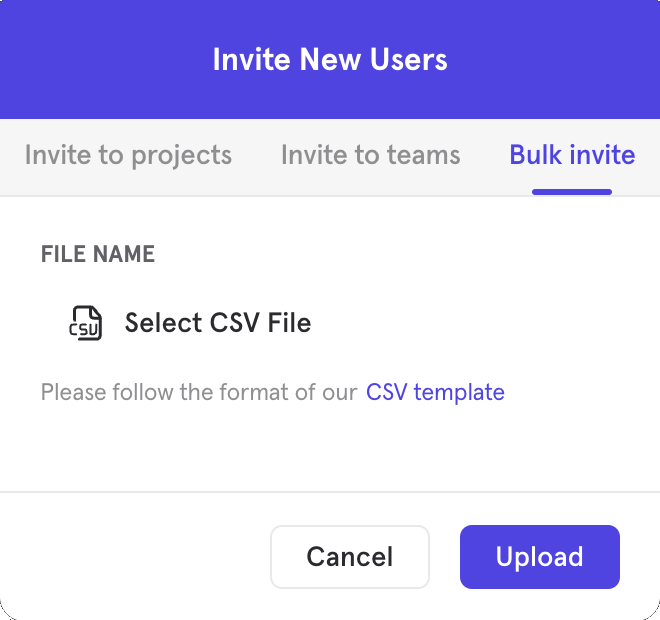 Invite New Users
Invite to projects Invite to teams Bulk invite
FILE NAME
CSV Select CSV File
Please follow the format of our CSV template
Cancel Upload